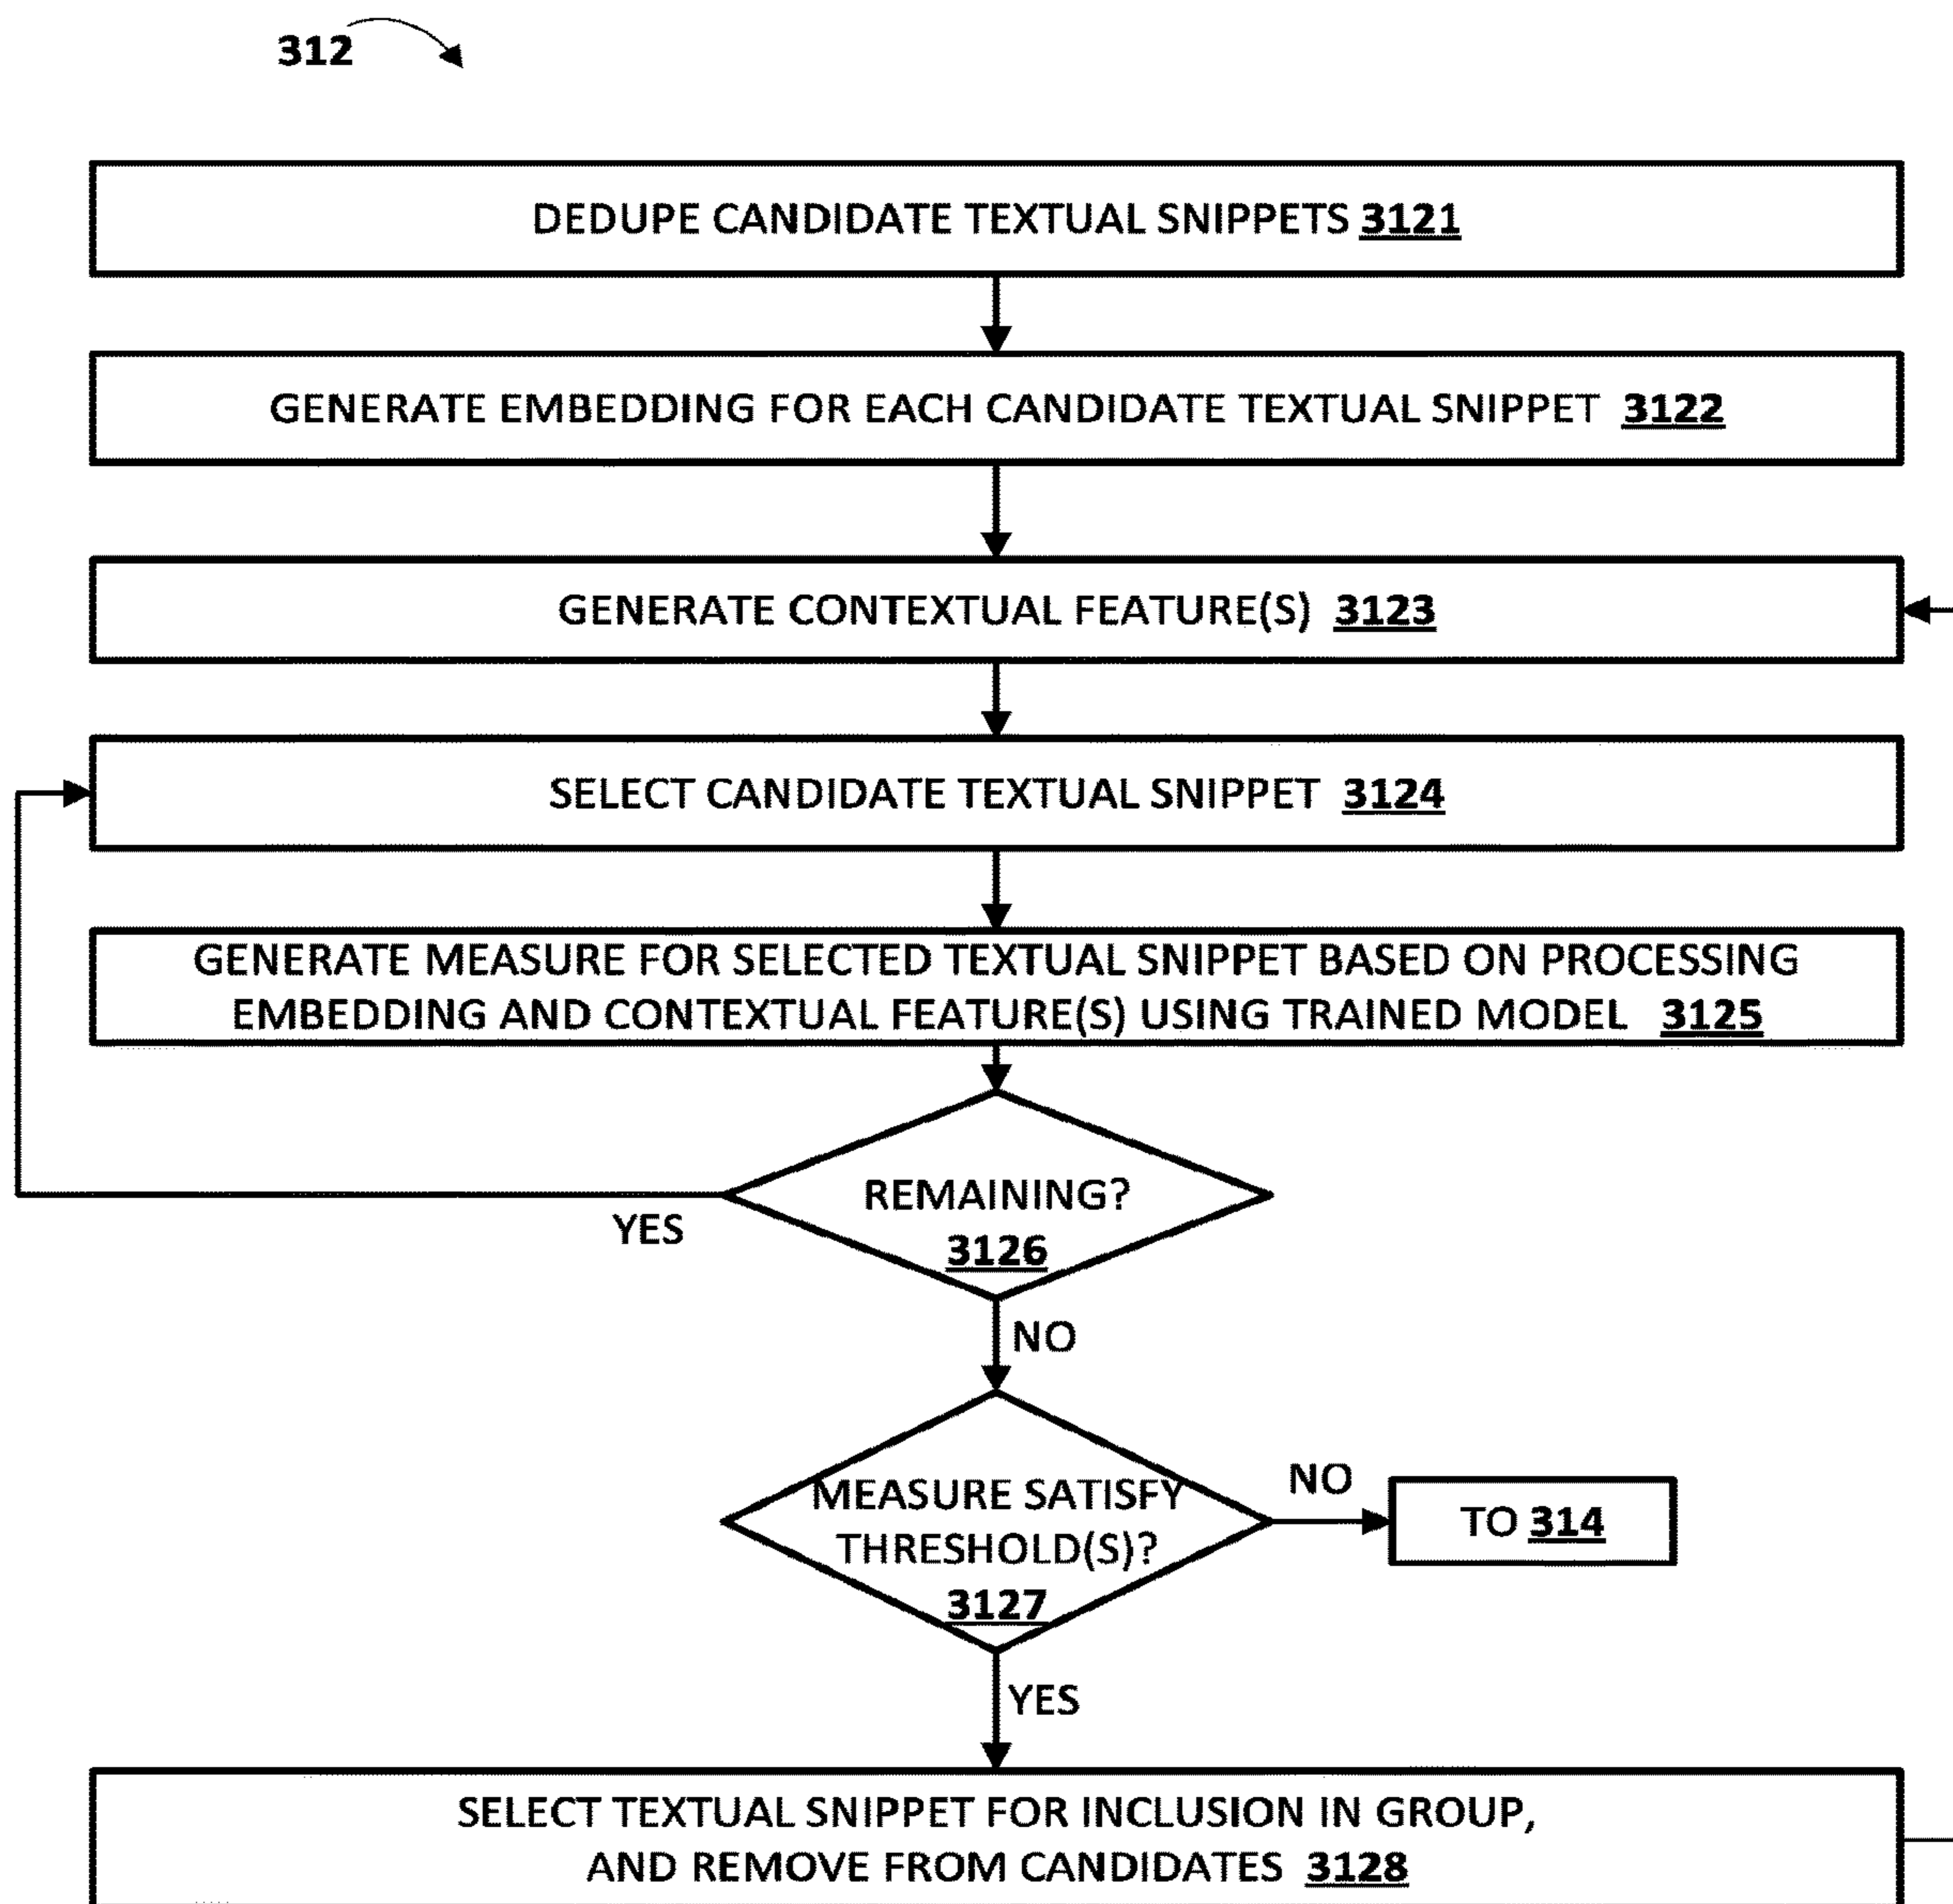 312
DEDUPE CANDIDATE TEXTUAL SNIPPETS 3121
GENERATE EMBEDDING FOR EACH CANDIDATE TEXTUAL SNIPPET 3122
GENERATE CONTEXTUAL FEATURE(S) 3123
SELECT CANDIDATE TEXTUAL SNIPPET 3124
GENERATE MEASURE FOR SELECTED TEXTUAL SNIPPET BASED ON PROCESSING
EMBEDDING AND CONTEXTUAL FEATURE(S) USING TRAINED MODEL 3125
REMAINING?
3126
YES
NO
MEASURE SATISFY
THRESHOLD(S)?
3127
NO
TO 314
YES
SELECT TEXTUAL SNIPPET FOR INCLUSION IN GROUP,
AND REMOVE FROM CANDIDATES 3128